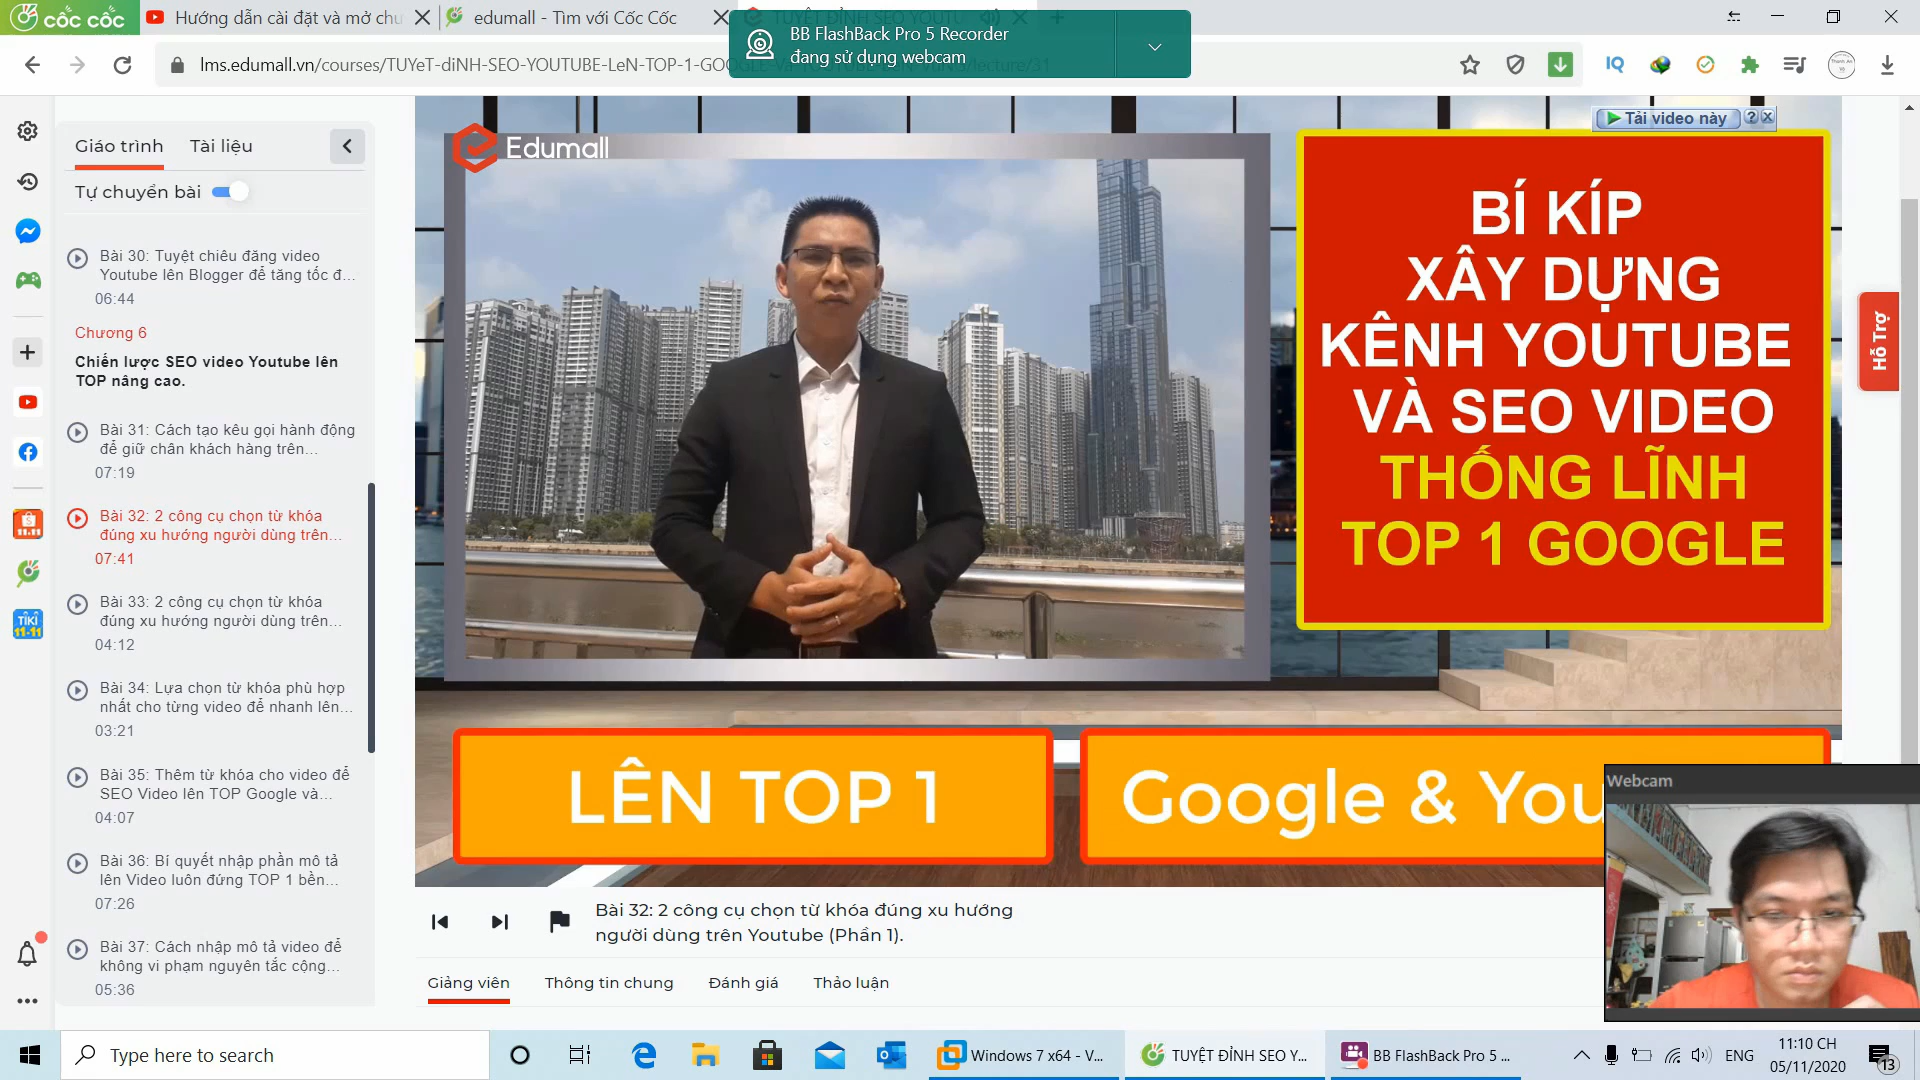 cốc cốc
Hướng dẫn cài đặt và mở chu
edumall - Tìm với Cốc Cốc
TUYỆT ĐỈNH SEO YOUTU
BB FlashBack Pro 5 Recorder
đang sử dụng webcam
lms.edumall.vn/courses/TUYeT-diNH-SEO-YOUTUBE-LeN-TOP-1-GO
lecture/31
IQ
Giáo trình
Tài liệu
Tự chuyển bài
Bài 30: Tuyệt chiêu đăng video
Youtube lên Blogger để tăng tốc đ...
06:44
Chương 6
Chiến lược SEO video Youtube lên
TOP nâng cao.
Bài 31: Cách tạo kêu gọi hành động
để giữ chân khách hàng trên...
07:19
Bài 32: 2 công cụ chọn từ khóa
đúng xu hướng người dùng trên...
07:41
Bài 33: 2 công cụ chọn từ khóa
đúng xu hướng người dùng trên...
04:12
Bài 34: Lựa chọn từ khóa phù hợp
nhất cho từng video để nhanh lên...
03:21
Bài 35: Thêm từ khóa cho video để
SEO Video lên TOP Google và...
04:07
Bài 36: Bí quyết nhập phần mô tả
lên Video luôn đứng TOP 1 bền...
07:26
Bài 37: Cách nhập mô tả video để
không vi phạm nguyên tắc cộng...
05:36
TIKI
11-11
Edumall
Tải video này
BÍ KÍP
XÂY DỰNG
KÊNH YOUTUBE
VÀ SEO VIDEO
THỐNG LĨNH
TOP 1 GOOGLE
Hỗ Trợ
LÊN TOP 1
Google & You
Webcam
Bài 32: 2 công cụ chọn từ khóa đúng xu hướng
người dùng trên Youtube (Phần 1).
Giảng viên
Thông tin chung
Đánh giá
Thảo luận
Type here to search
Windows 7 x64 - V...
TUYỆT ĐỈNH SEO Y...
BB FlashBack Pro 5 ...
ENG
11:10 CH
05/11/2020
13